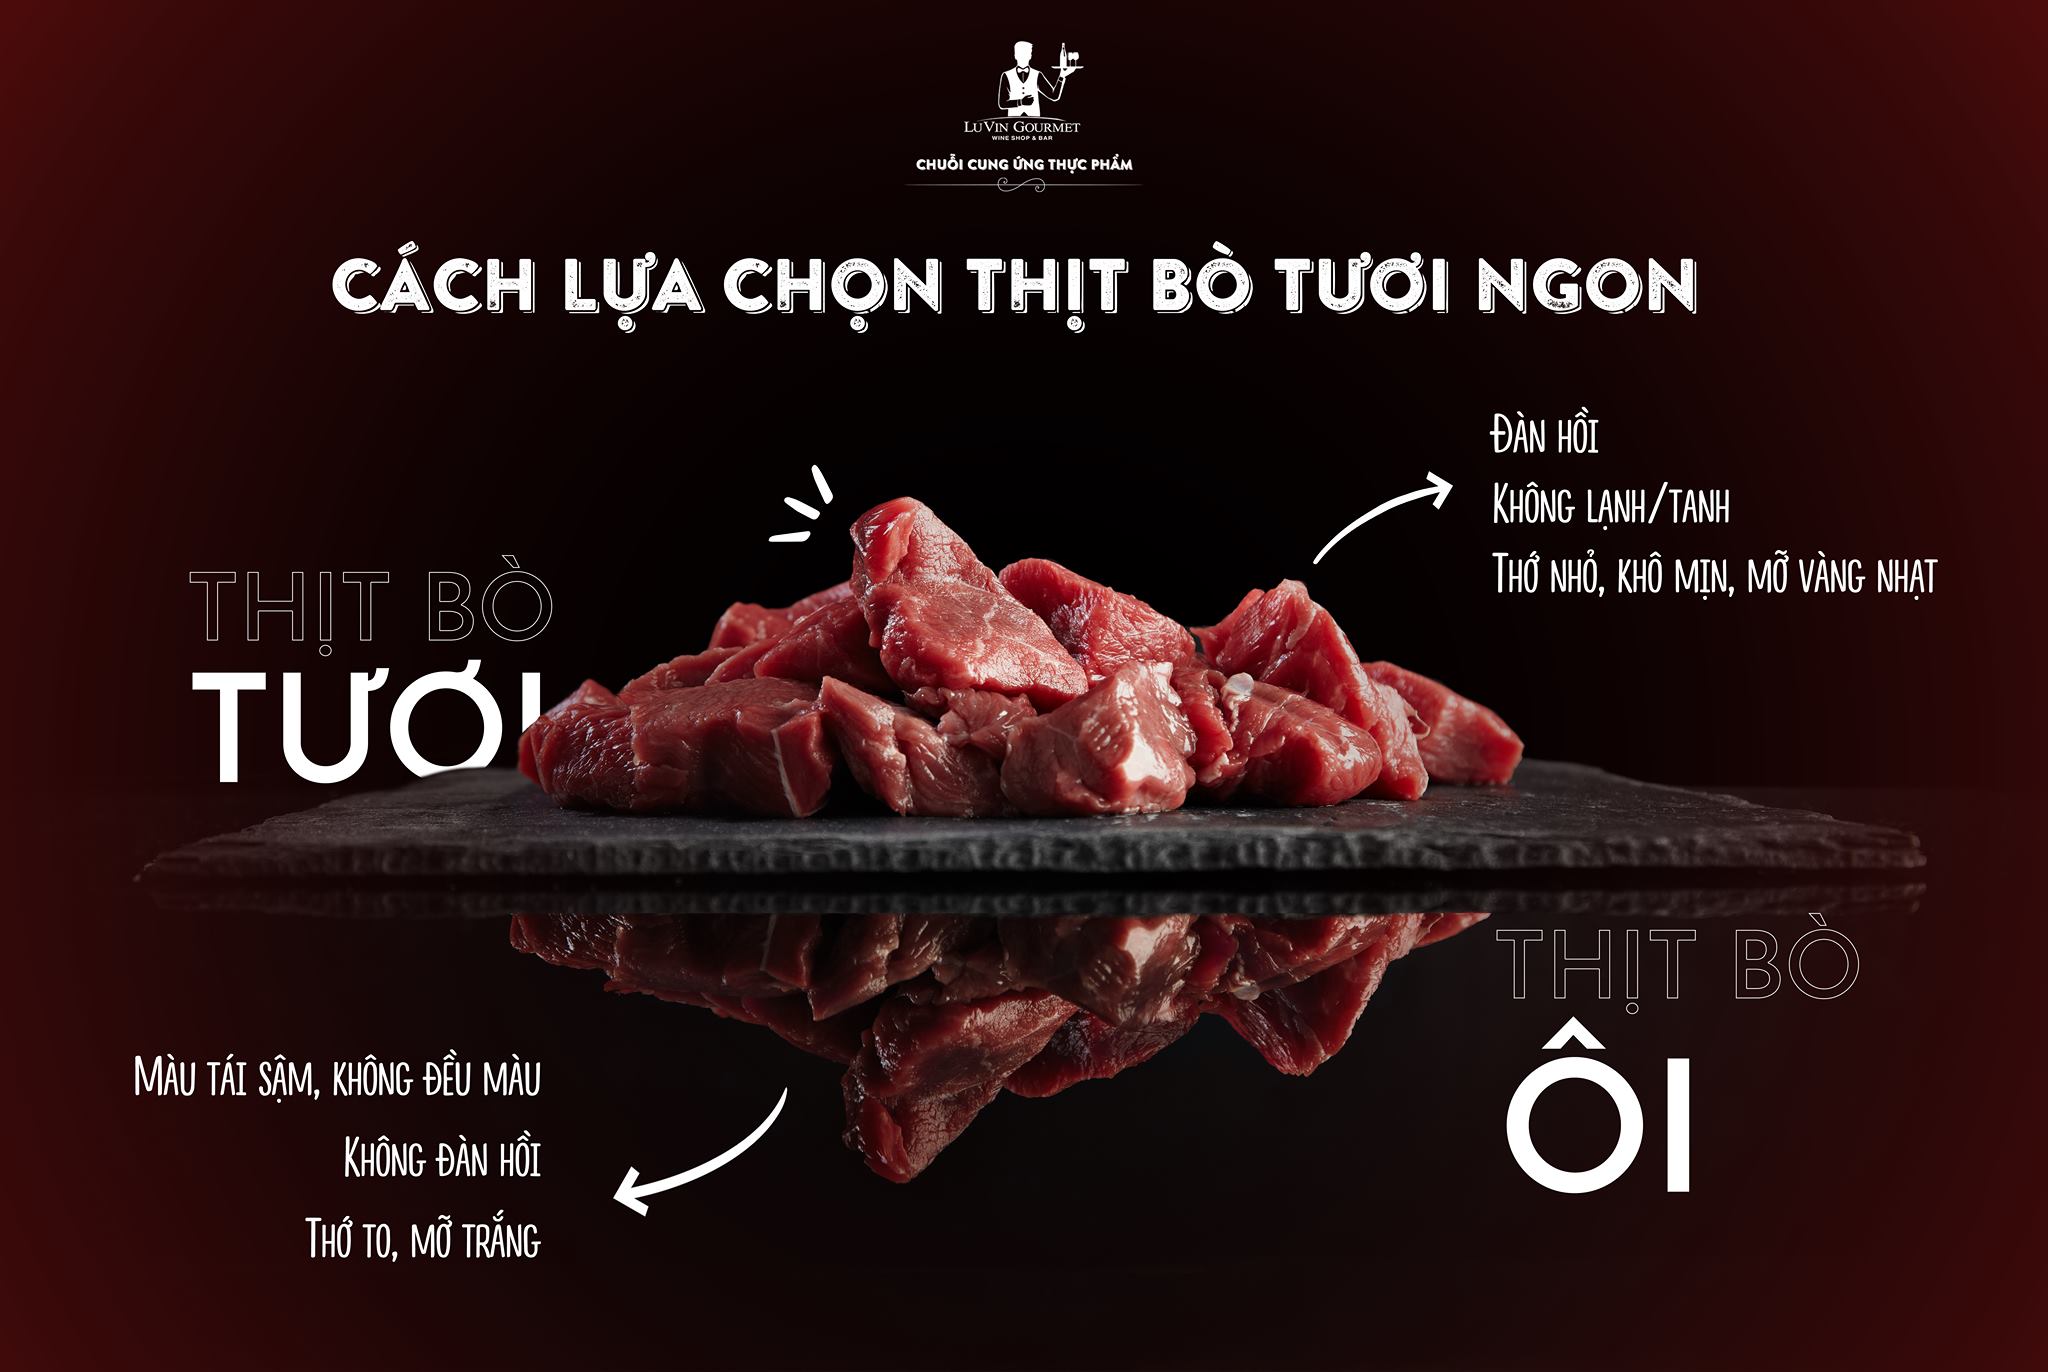 LUVIN GOURMET
WINE SHOP & BAR
CHUỖI CUNG ỨNG THỰC PHẨM
CÁCH LỰA CHỌN THỊT BÒ TƯƠI NGON
THỊT BÒ
TƯƠI
ĐÀN HỒI
KHÔNG LẠNH/TANH
THỚ NHỎ, KHÔ MỊN, MỠ VÀNG NHẠT
THỊT BÒ
ÔI
MÀU TÁI SẬM, KHÔNG ĐỀU MÀU
KHÔNG ĐÀN HỒI
THỚ TO, MỠ TRẮNG